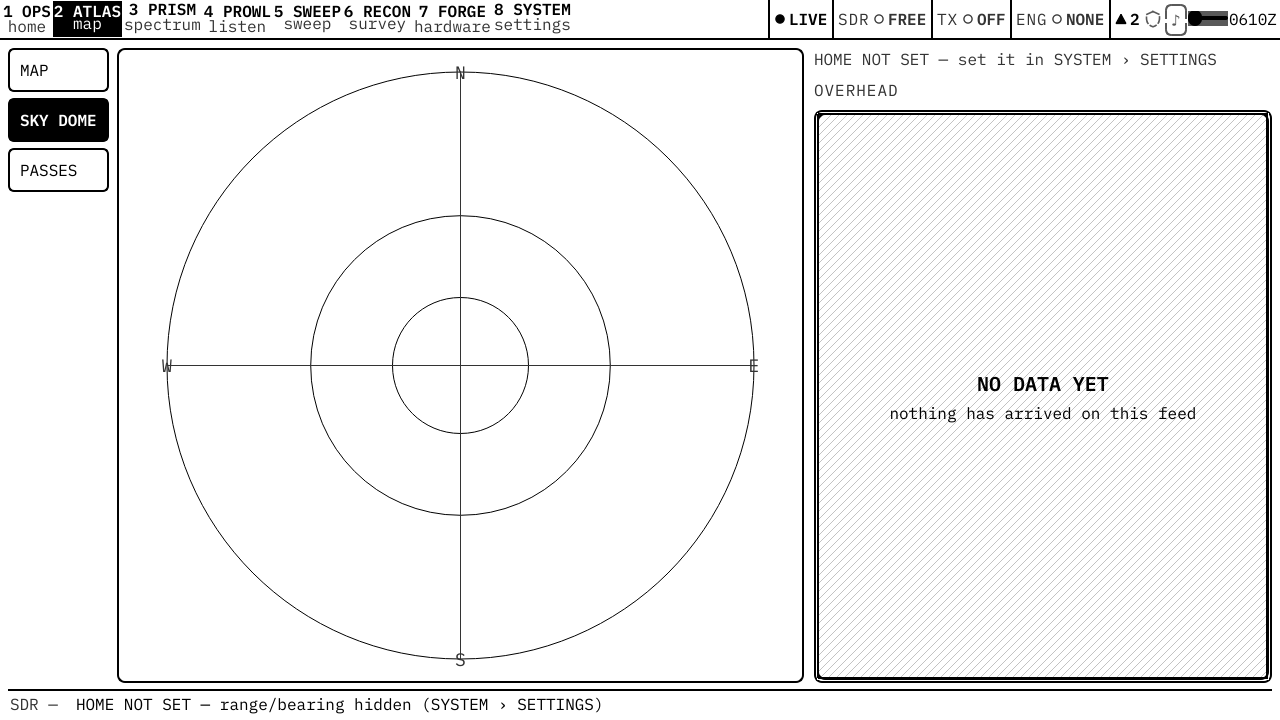 1 OPS 2 ATLAS 3 PRISM 4 PROWL 5 SWEEP 6 RECON 7 FORGE 8 SYSTEM
home map spectrum listen sweep survey hardware settings
LIVE SDR FREE TX OFF ENG NONE ▲2 ♪ 0610Z
MAP
SKY DOME
PASSES
N
W
E
S
HOME NOT SET — set it in SYSTEM › SETTINGS
OVERHEAD
NO DATA YET
nothing has arrived on this feed
SDR — HOME NOT SET — range/bearing hidden (SYSTEM › SETTINGS)